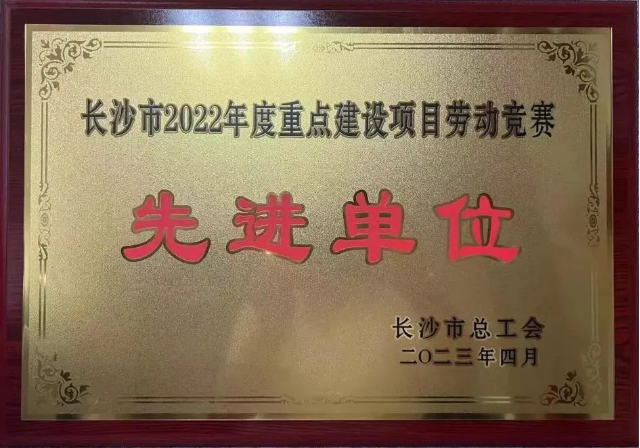 长沙市2022年度重点建设项目劳动竞赛
先进单位
长沙市总工会
二〇二三年四月